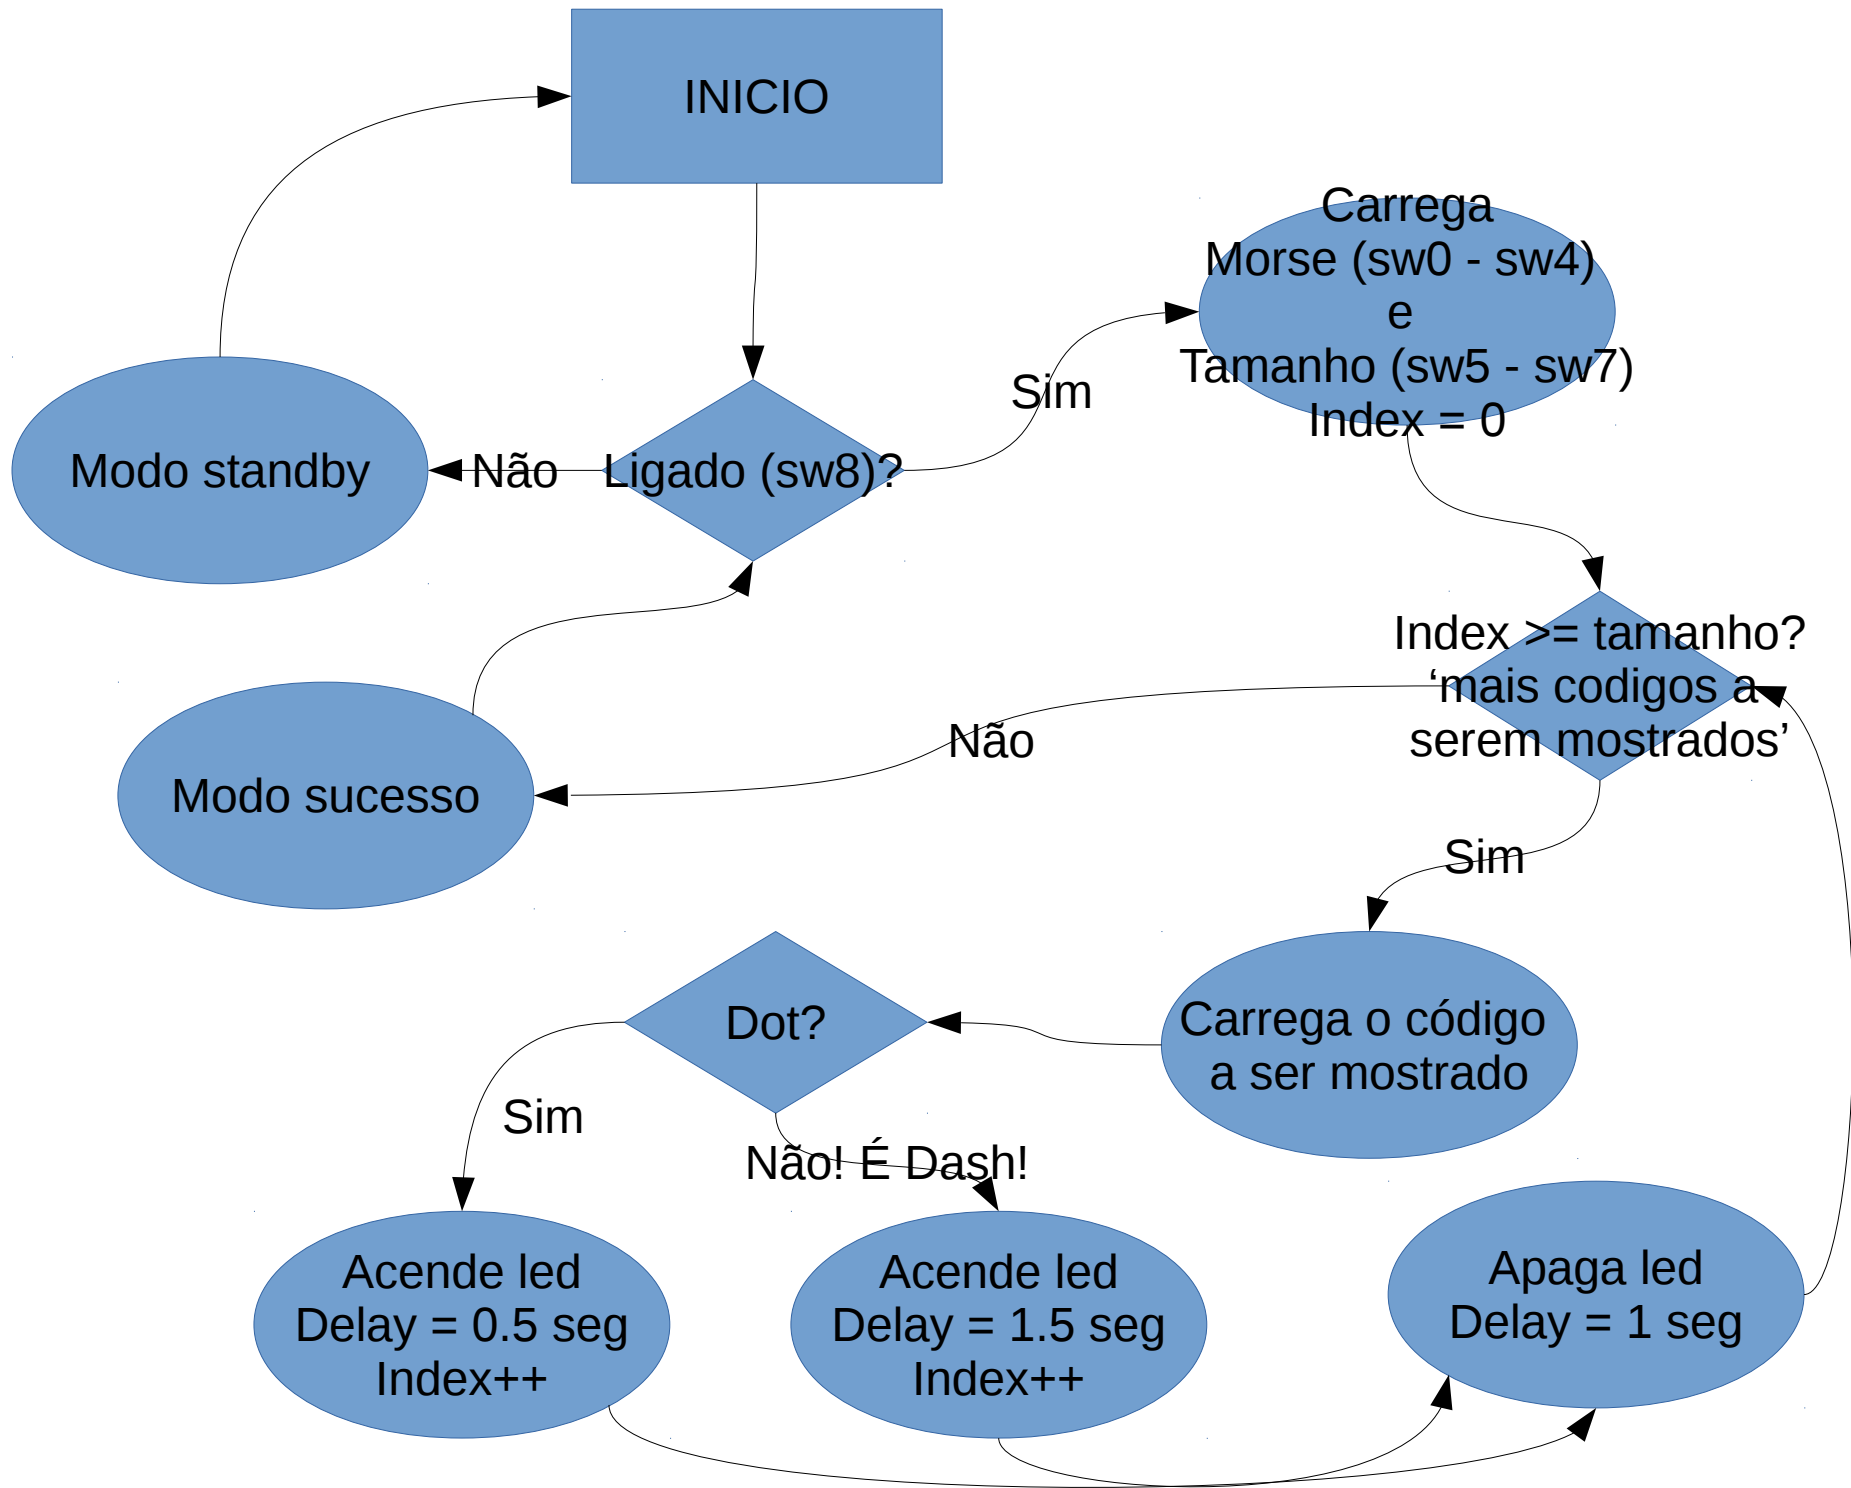 INICIO
Carrega
Morse (sw0 - sw4)
e
Tamanho (sw5 - sw7)
Index = 0
Sim
Modo standby
Não
Ligado (sw8)?
Index >= tamanho?
‘mais codigos a
serem mostrados’
Não
Modo sucesso
Sim
Dot?
Carrega o código
a ser mostrado
Sim
Não! É Dash!
Acende led
Delay = 0.5 seg
Index++
Acende led
Delay = 1.5 seg
Index++
Apaga led
Delay = 1 seg